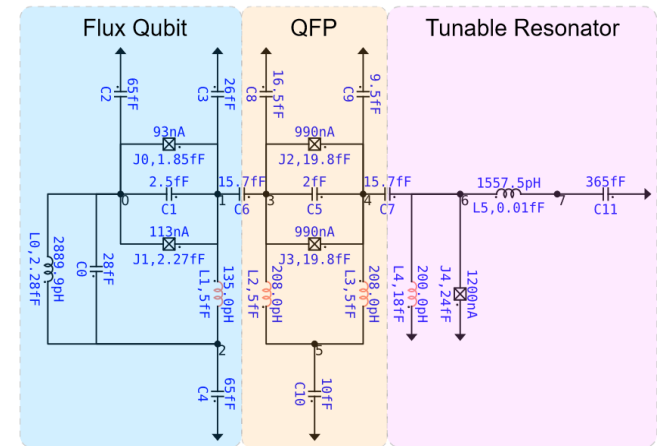 Flux Qubit
QFP
Tunable Resonator
65fF
C2
26fF
C3
16.5fF
C8
9.5fF
C9
93nA
J0,1.85fF
990nA
J2,19.8fF
2.5fF
C1
15.7fF
C6
2fF
C5
15.7fF
C7
1557.5pH
L5,0.01fF
365fF
C11
0
1
3
4
6
7
113nA
J1,2.27fF
990nA
J3,19.8fF
2889.9pH
L0,2.28fF
28fF
C0
135.0pH
L1,5fF
208.0pH
L2,5fF
208.0pH
L3,5fF
200.0pH
L4,18fF
1200nA
J4,24fF
2
5
65fF
C4
10fF
C10